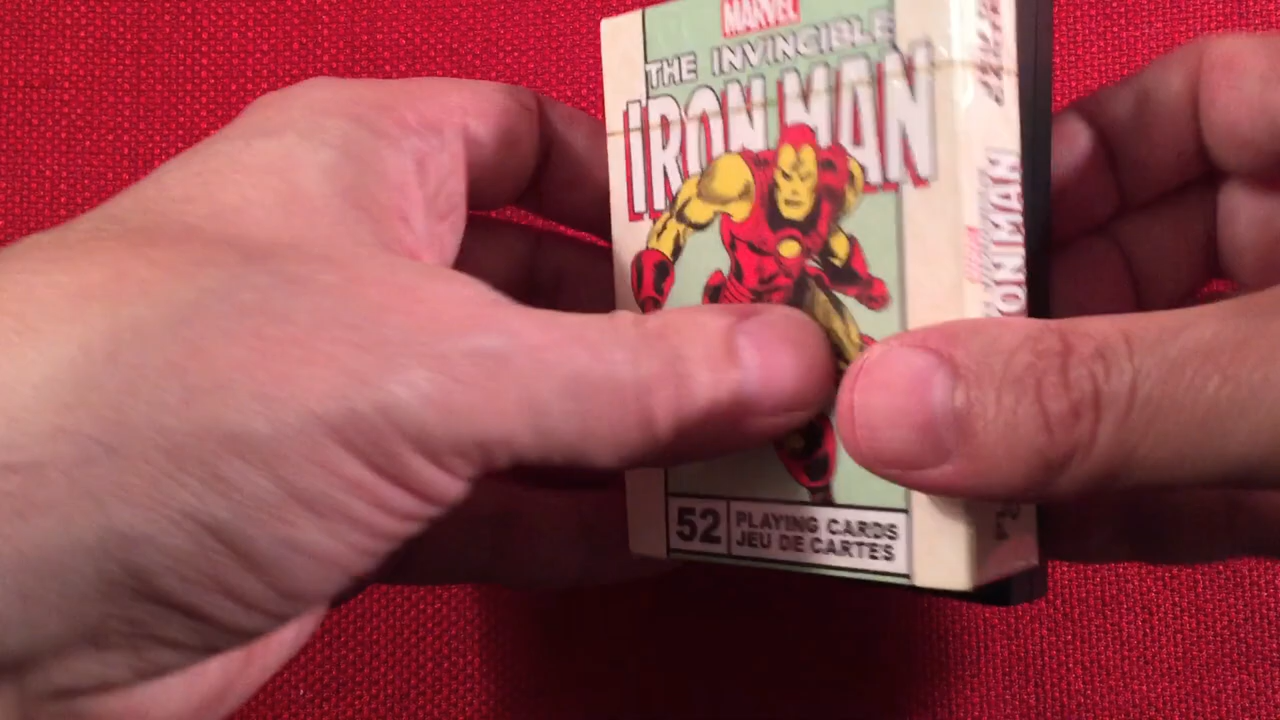 MARVEL
THE INVINCIBLE
IRON MAN
52
PLAYING CARDS
JEU DE CARTES